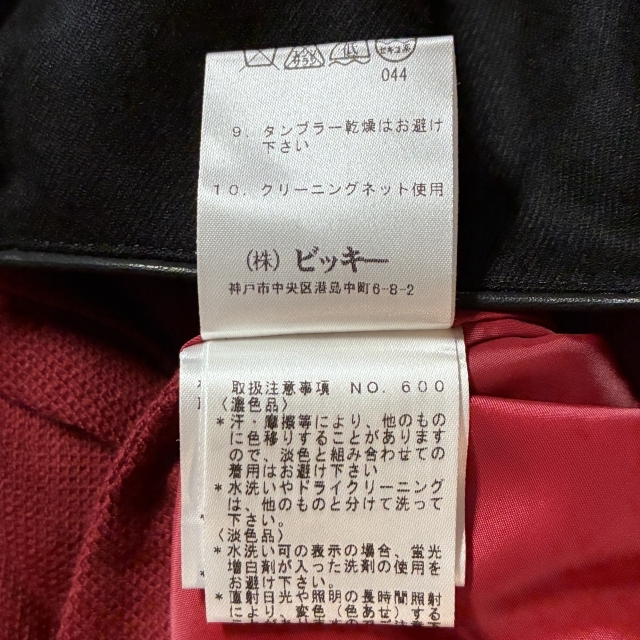 低
セキユ系
044
9. タンブラー乾燥はお避け
下さい
10. クリーニングネット使用
(株) ビッキー
神戸市中央区港島中町6-8-2
取扱注意事項 NO. 600
〈濃色品〉
*汗・摩擦等により、他のもの
に色移りすることがあります
ので、淡色と組み合わせての
着用はお避け下さい
*水洗いやドライクリーニング
は、他のものと分けて洗って
下さい。
〈淡色品〉
*水洗い可の表示の場合、蛍光
増白剤が入った洗剤の使用を
お避け下さい。
*直射日光や照明の長時間照射
により、変色（色あせ）する